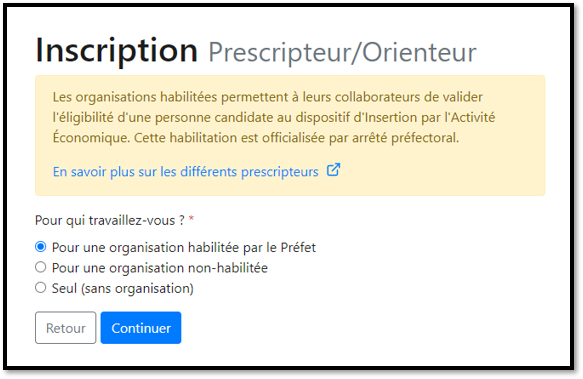 Inscription Prescripteur/Orienteur
Les organisations habilitées permettent à leurs collaborateurs de valider
l'éligibilité d'une personne candidate au dispositif d'Insertion par l'Activité
Économique. Cette habilitation est officialisée par arrêté préfectoral.
En savoir plus sur les différents prescripteurs
Pour qui travaillez-vous ? *
Pour une organisation habilitée par le Préfet
Pour une organisation non-habilitée
Seul (sans organisation)
Retour Continuer